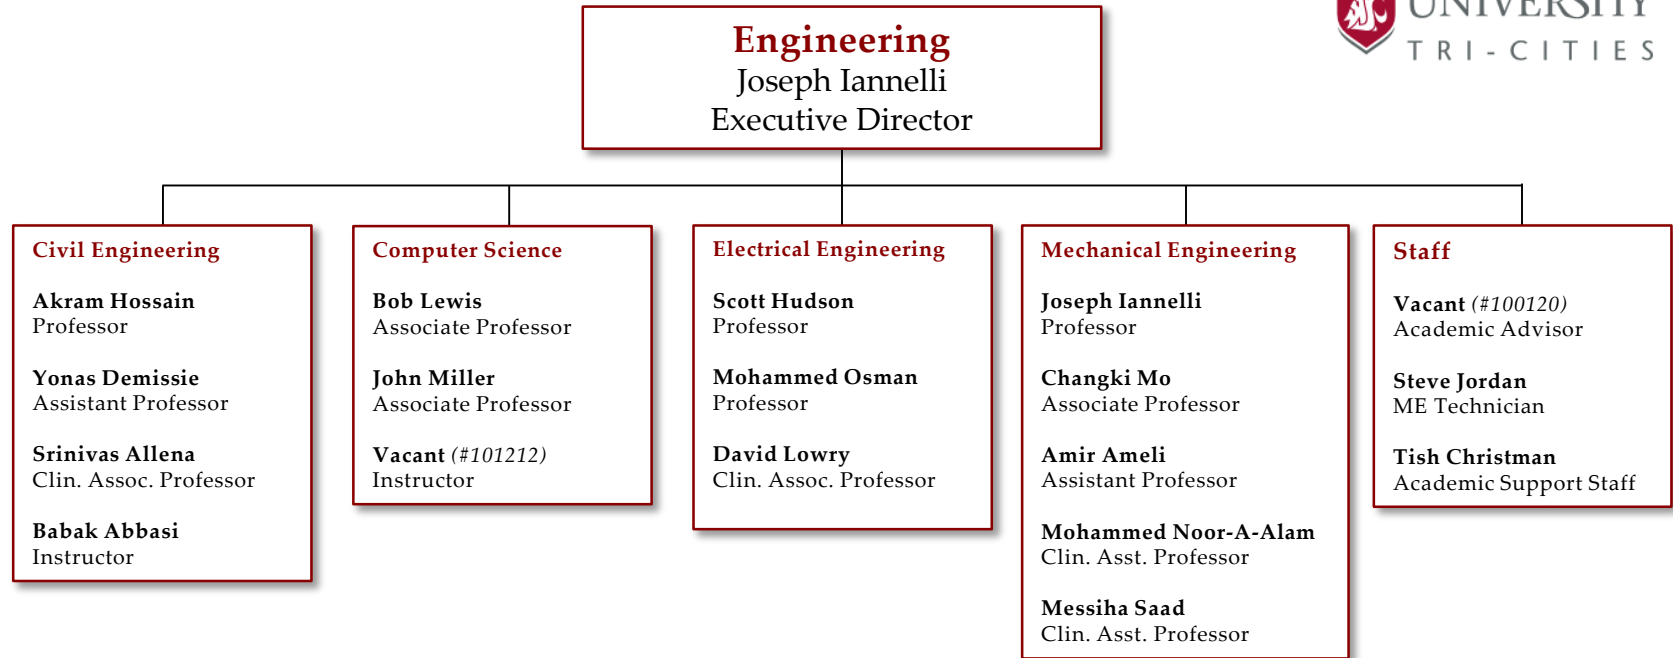 UNIVERSITY
TRI-CITIES
Engineering
Joseph Iannelli
Executive Director
Civil Engineering
Akram Hossain
Professor
Yonas Demissie
Assistant Professor
Srinivas Allena
Clin. Assoc. Professor
Babak Abbasi
Instructor
Computer Science
Bob Lewis
Associate Professor
John Miller
Associate Professor
Vacant (#101212)
Instructor
Electrical Engineering
Scott Hudson
Professor
Mohammed Osman
Professor
David Lowry
Clin. Assoc. Professor
Mechanical Engineering
Joseph Iannelli
Professor
Changki Mo
Associate Professor
Amir Ameli
Assistant Professor
Mohammed Noor-A-Alam
Clin. Asst. Professor
Messiha Saad
Clin. Asst. Professor
Staff
Vacant (#100120)
Academic Advisor
Steve Jordan
ME Technician
Tish Christman
Academic Support Staff